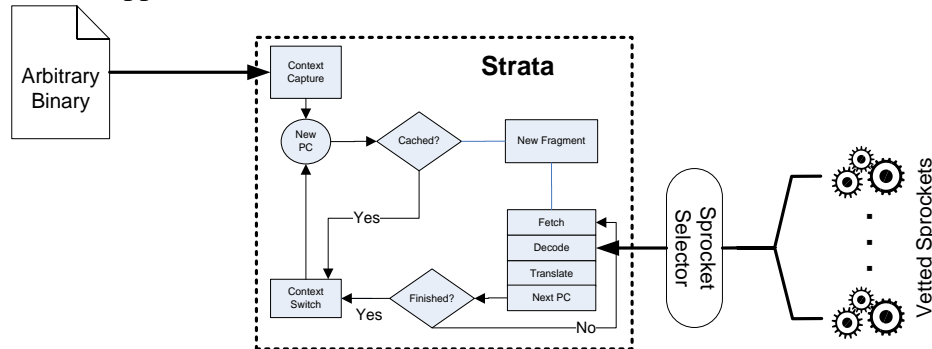 Arbitrary
Binary
Strata
Context
Capture
New
PC
Cached?
New Fragment
Yes
Fetch
Decode
Translate
Next PC
Context
Switch
Finished?
Yes
No
Sprocket
Selector
Vetted Sprockets